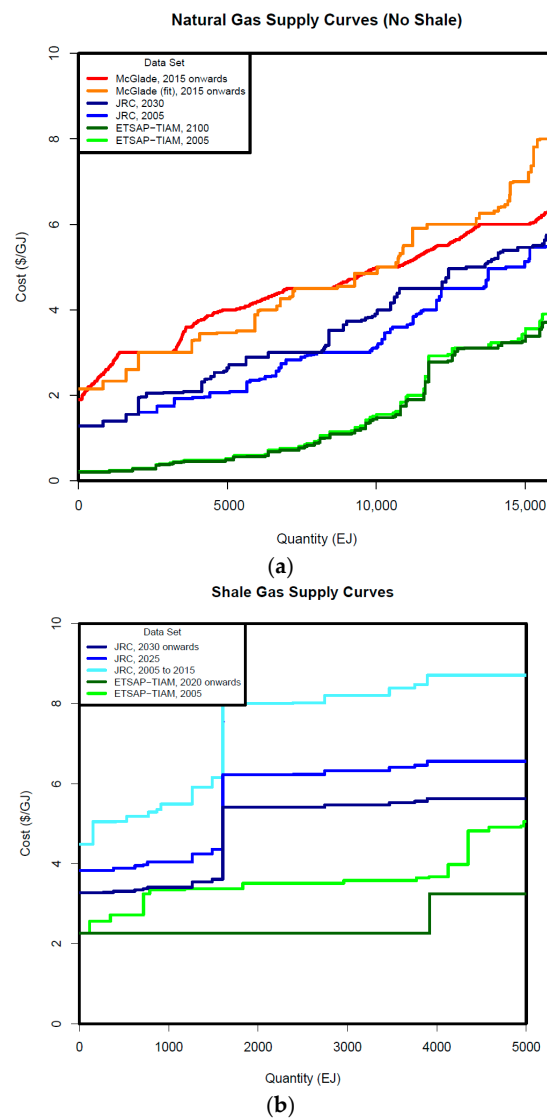 Natural Gas Supply Curves (No Shale)
Data Set
McGlade, 2015 onwards
McGlade (fit), 2015 onwards
JRC, 2030
JRC, 2005
ETSAP−TIAM, 2100
ETSAP−TIAM, 2005
Cost ($/GJ)
10
8
6
4
2
0
0 5000 10,000 15,000
Quantity (EJ)
(a)
Shale Gas Supply Curves
Data Set
JRC, 2030 onwards
JRC, 2025
JRC, 2005 to 2015
ETSAP−TIAM, 2020 onwards
ETSAP−TIAM, 2005
Cost ($/GJ)
10
8
6
4
2
0
0 1000 2000 3000 4000 5000
Quantity (EJ)
(b)